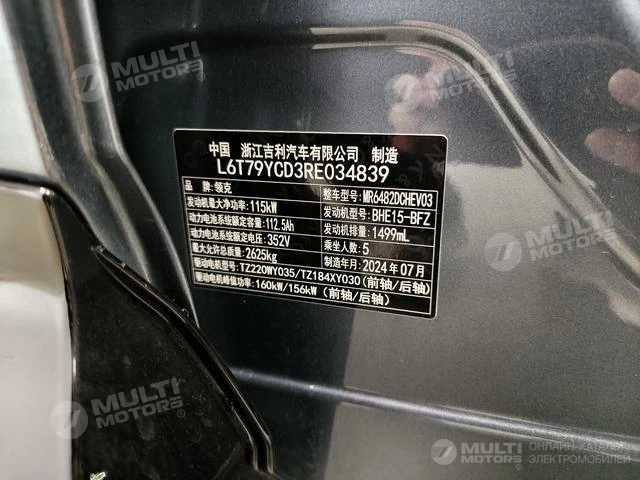 MULTI
MOTORS
MULTI
MOTORS
中国 浙江吉利汽车有限公司 制造
L6T79YCD3RE034839
品牌:领克 整车型号:MR6482DCHEV03
发动机最大净功率:115kW 发动机型号:BHE15-BFZ
动力电池系统额定容量:112.5Ah 发动机排量:1499mL
动力电池系统额定电压:352V 乘坐人数:5
最大允许总质量:2625kg 制造年月:2024年07月
驱动电机型号:TZ220WY035/TZ184XY030(前轴/后轴)
驱动电机峰值功率:160kW/156kW(前轴/后轴)
MULTI
MOTORS
MULTI
MOTORS
MULTI
MOTORS
ОНЛАЙН-КАТАЛОГ
ЭЛЕКТРОМОБИЛЕЙ